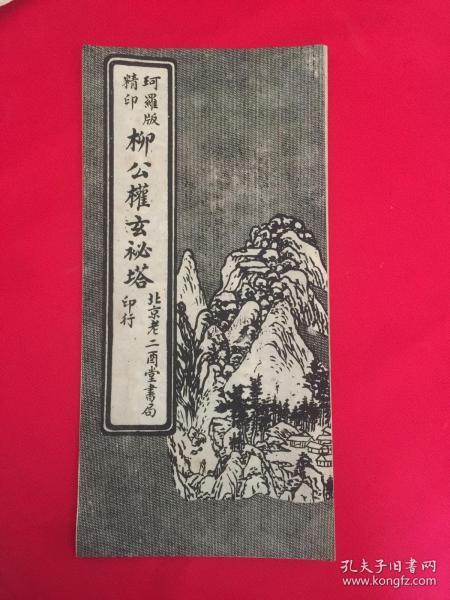 珂羅版
精印
柳公權玄祕塔
北京老二酉堂書局
印行
孔夫子旧书网
www.kongfz.com